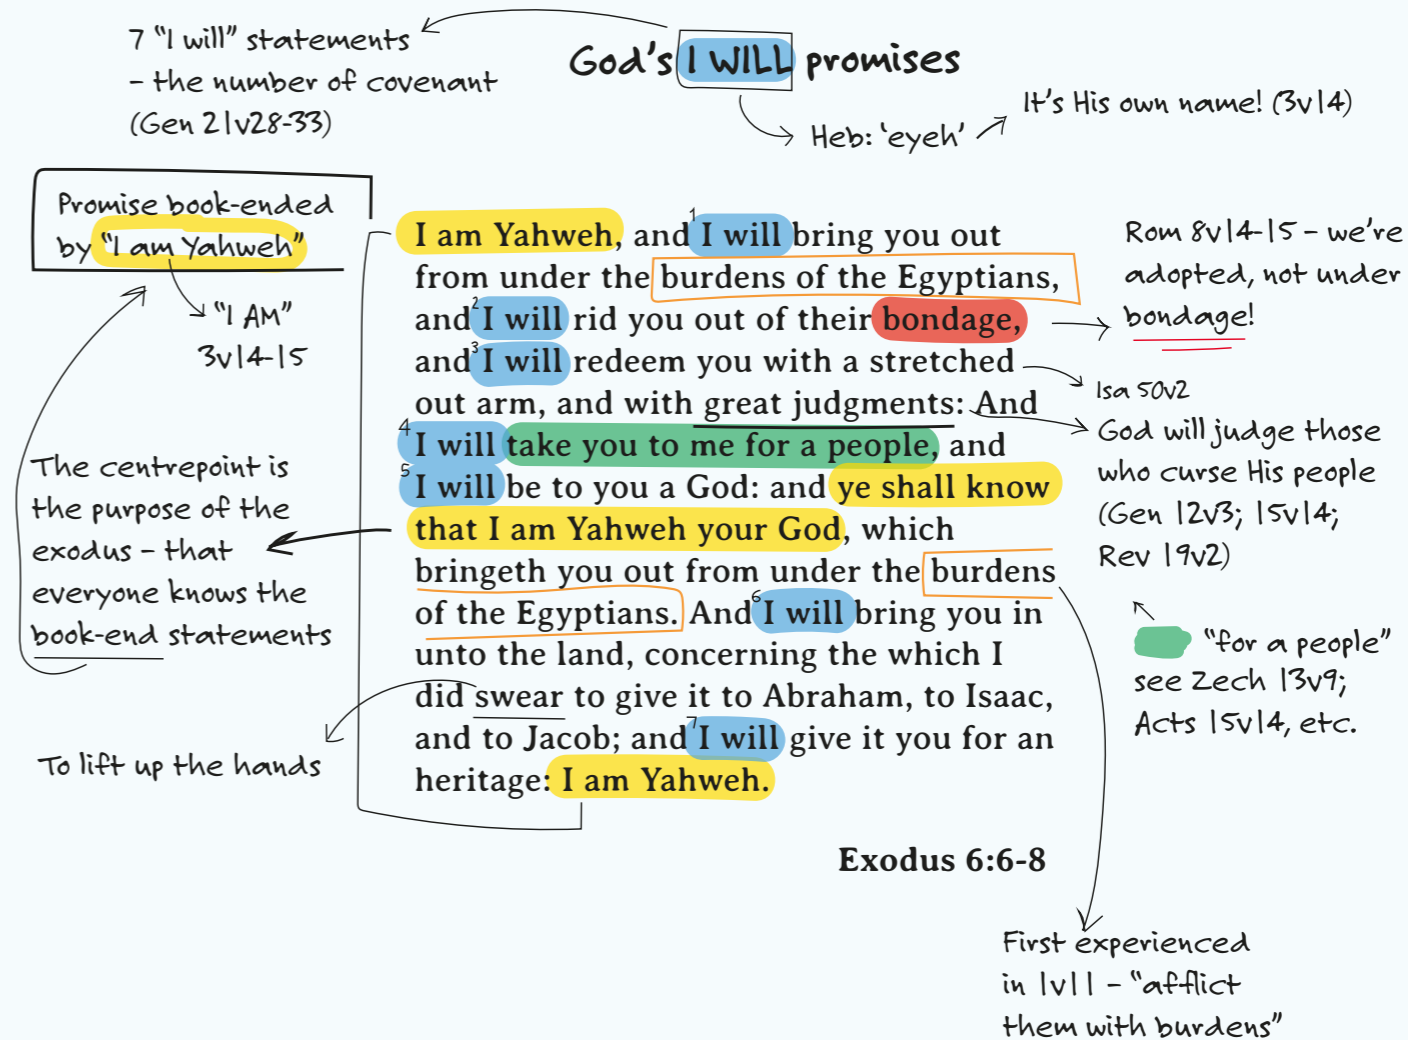 God's I WILL promises
7 "I will" statements
- the number of covenant
(Gen 21v28-33)
Heb: 'eyeh'
It's His own name! (3v14)
Promise book-ended
by "I am Yahweh"
"I AM"
3v14-15
The centrepoint is
the purpose of the
exodus - that
everyone knows the
book-end statements
To lift up the hands
I am Yahweh, and 1 I will bring you out
from under the burdens of the Egyptians,
and 2 I will rid you out of their bondage,
and 3 I will redeem you with a stretched
out arm, and with great judgments: And
4 I will take you to me for a people, and
5 I will be to you a God: and ye shall know
that I am Yahweh your God, which
bringeth you out from under the burdens
of the Egyptians. And 6 I will bring you in
unto the land, concerning the which I
did swear to give it to Abraham, to Isaac,
and to Jacob; and 7 I will give it you for an
heritage: I am Yahweh.
Exodus 6:6-8
Rom 8v14-15 - we're
adopted, not under
bondage!
Isa 50v2
God will judge those
who curse His people
(Gen 12v3; 15v14;
Rev 19v2)
"for a people"
see Zech 13v9;
Acts 15v14, etc.
First experienced
in 1v11 - "afflict
them with burdens"